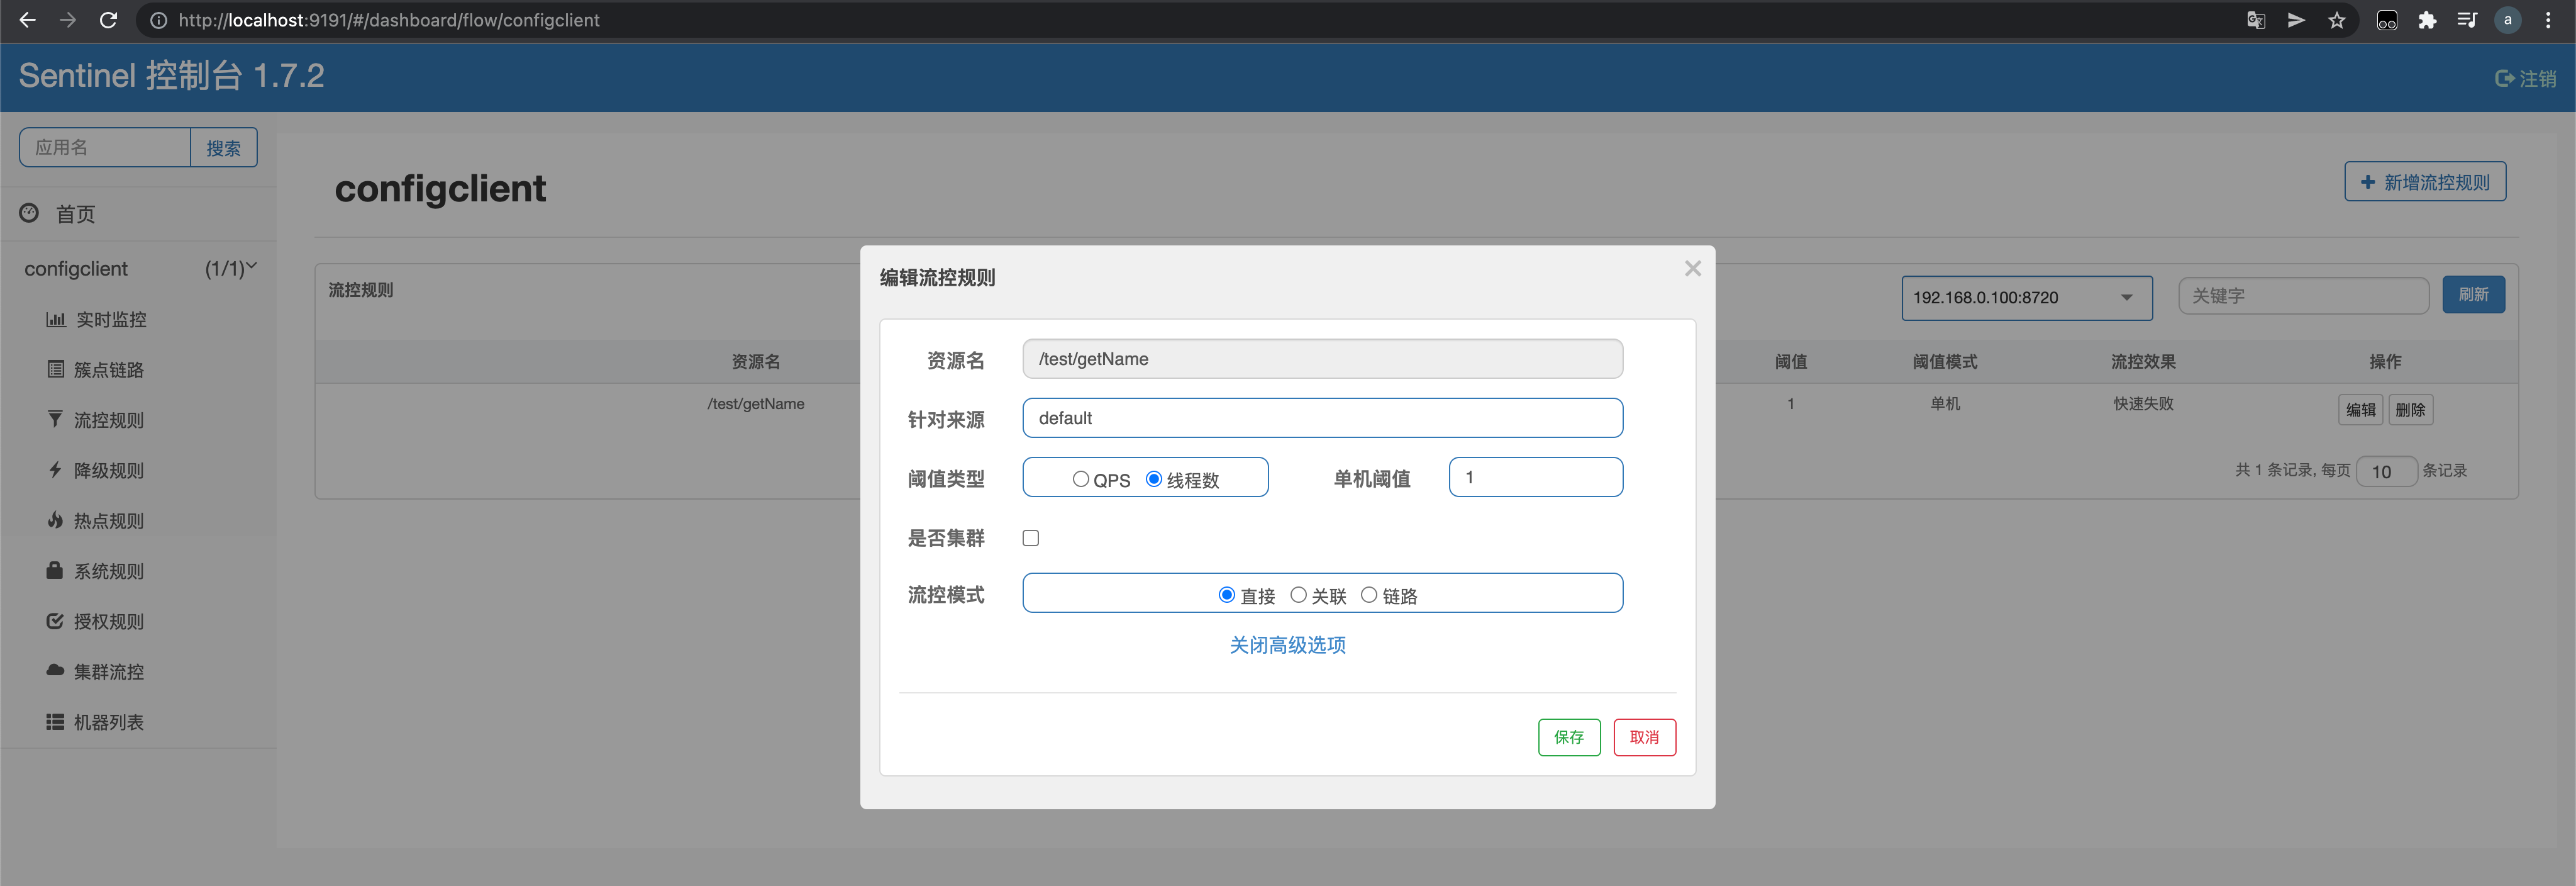 http://localhost:9191/#/dashboard/flow/configclient
a
Sentinel 控制台 1.7.2
注销
应用名
搜索
首页
configclient
(1/1)
实时监控
簇点链路
流控规则
降级规则
热点规则
系统规则
授权规则
集群流控
机器列表
configclient
新增流控规则
流控规则
192.168.0.100:8720
关键字
刷新
资源名
阈值
阈值模式
流控效果
操作
/test/getName
1
单机
快速失败
编辑
删除
共 1 条记录, 每页 10 条记录
编辑流控规则
资源名
/test/getName
针对来源
default
阈值类型
QPS 线程数
单机阈值
1
是否集群
流控模式
直接 关联 链路
关闭高级选项
保存
取消